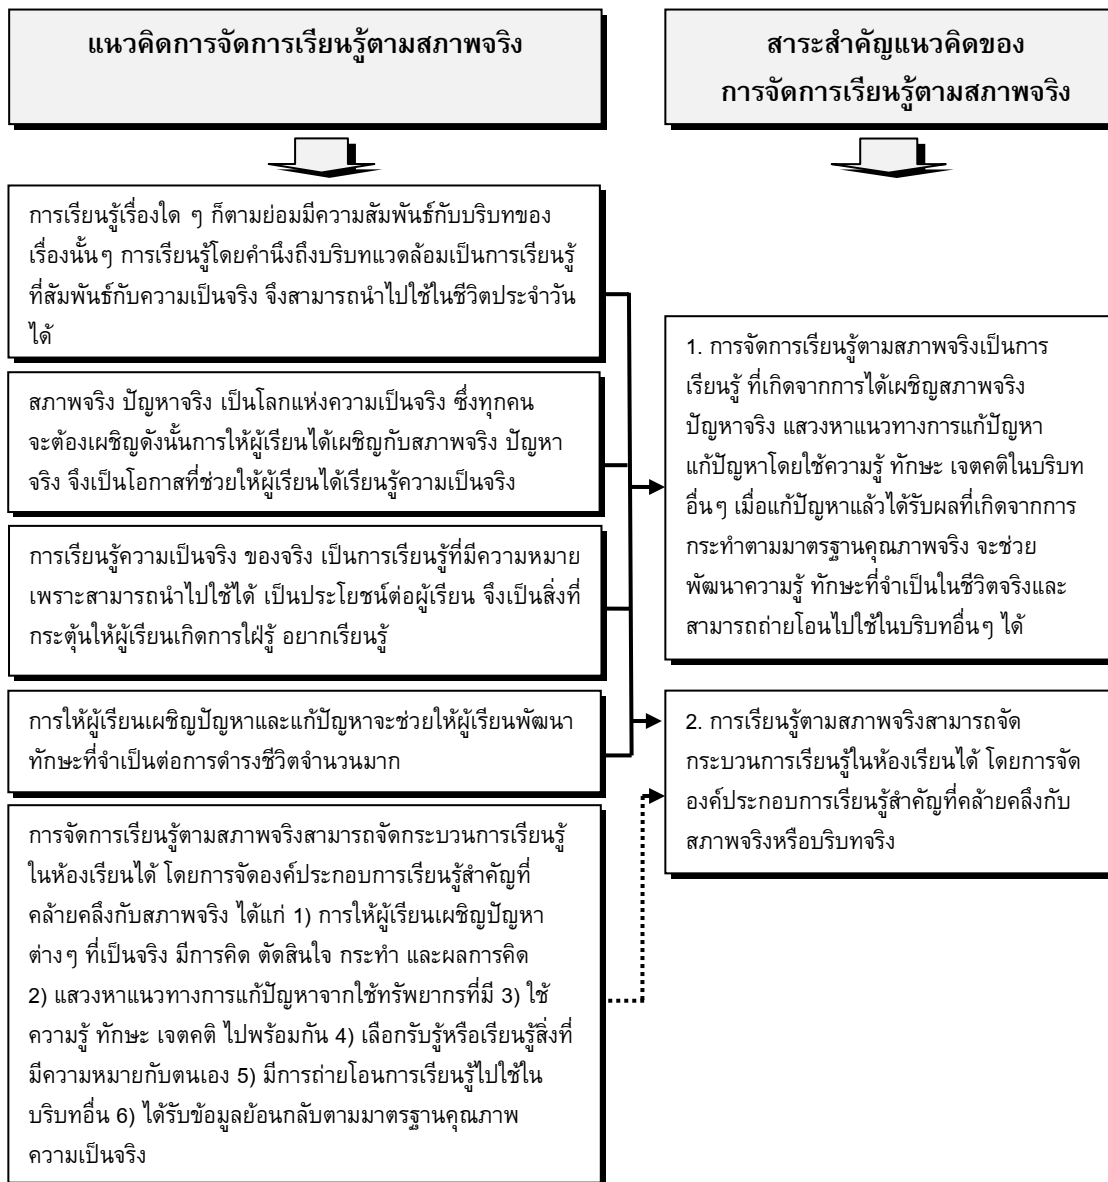 แนวคิดการจัดการเรียนรู้ตามสภาพจริง
การเรียนรู้เรื่องใด ๆ ก็ตามย่อมมีความสัมพันธ์กับบริบทของ
เรื่องนั้นๆ การเรียนรู้โดยคำนึงถึงบริบทแวดล้อมเป็นการเรียนรู้
ที่สัมพันธ์กับความเป็นจริง จึงสามารถนำไปใช้ในชีวิตประจำวัน
ได้
สภาพจริง ปัญหาจริง เป็นโลกแห่งความเป็นจริง ซึ่งทุกคน
จะต้องเผชิญดังนั้นการให้ผู้เรียนได้เผชิญกับสภาพจริง ปัญหา
จริง จึงเป็นโอกาสที่ช่วยให้ผู้เรียนได้เรียนรู้ความเป็นจริง
การเรียนรู้ความเป็นจริง ของจริง เป็นการเรียนรู้ที่มีความหมาย
เพราะสามารถนำไปใช้ได้ เป็นประโยชน์ต่อผู้เรียน จึงเป็นสิ่งที่
กระตุ้นให้ผู้เรียนเกิดการใฝ่รู้ อยากเรียนรู้
การให้ผู้เรียนเผชิญปัญหาและแก้ปัญหาจะช่วยให้ผู้เรียนพัฒนา
ทักษะที่จำเป็นต่อการดำรงชีวิตจำนวนมาก
การจัดการเรียนรู้ตามสภาพจริงสามารถจัดกระบวนการเรียนรู้
ในห้องเรียนได้ โดยการจัดองค์ประกอบการเรียนรู้สำคัญที่
คล้ายคลึงกับสภาพจริง ได้แก่ 1) การให้ผู้เรียนเผชิญปัญหา
ต่างๆ ที่เป็นจริง มีการคิด ตัดสินใจ กระทำ และผลการคิด
2) แสวงหาแนวทางการแก้ปัญหาจากใช้ทรัพยากรที่มี 3) ใช้
ความรู้ ทักษะ เจตคติ ไปพร้อมกัน 4) เลือกรับรู้หรือเรียนรู้สิ่งที่
มีความหมายกับตนเอง 5) มีการถ่ายโอนการเรียนรู้ไปใช้ใน
บริบทอื่น 6) ได้รับข้อมูลย้อนกลับตามมาตรฐานคุณภาพ
ความเป็นจริง
สาระสำคัญแนวคิดของ
การจัดการเรียนรู้ตามสภาพจริง
1. การจัดการเรียนรู้ตามสภาพจริงเป็นการ
เรียนรู้ ที่เกิดจากการได้เผชิญสภาพจริง
ปัญหาจริง แสวงหาแนวทางการแก้ปัญหา
แก้ปัญหาโดยใช้ความรู้ ทักษะ เจตคติในบริบท
อื่นๆ เมื่อแก้ปัญหาแล้วได้รับผลที่เกิดจากการ
กระทำตามมาตรฐานคุณภาพจริง จะช่วย
พัฒนาความรู้ ทักษะที่จำเป็นในชีวิตจริงและ
สามารถถ่ายโอนไปใช้ในบริบทอื่นๆ ได้
2. การเรียนรู้ตามสภาพจริงสามารถจัด
กระบวนการเรียนรู้ในห้องเรียนได้ โดยการจัด
องค์ประกอบการเรียนรู้สำคัญที่คล้ายคลึงกับ
สภาพจริงหรือบริบทจริง